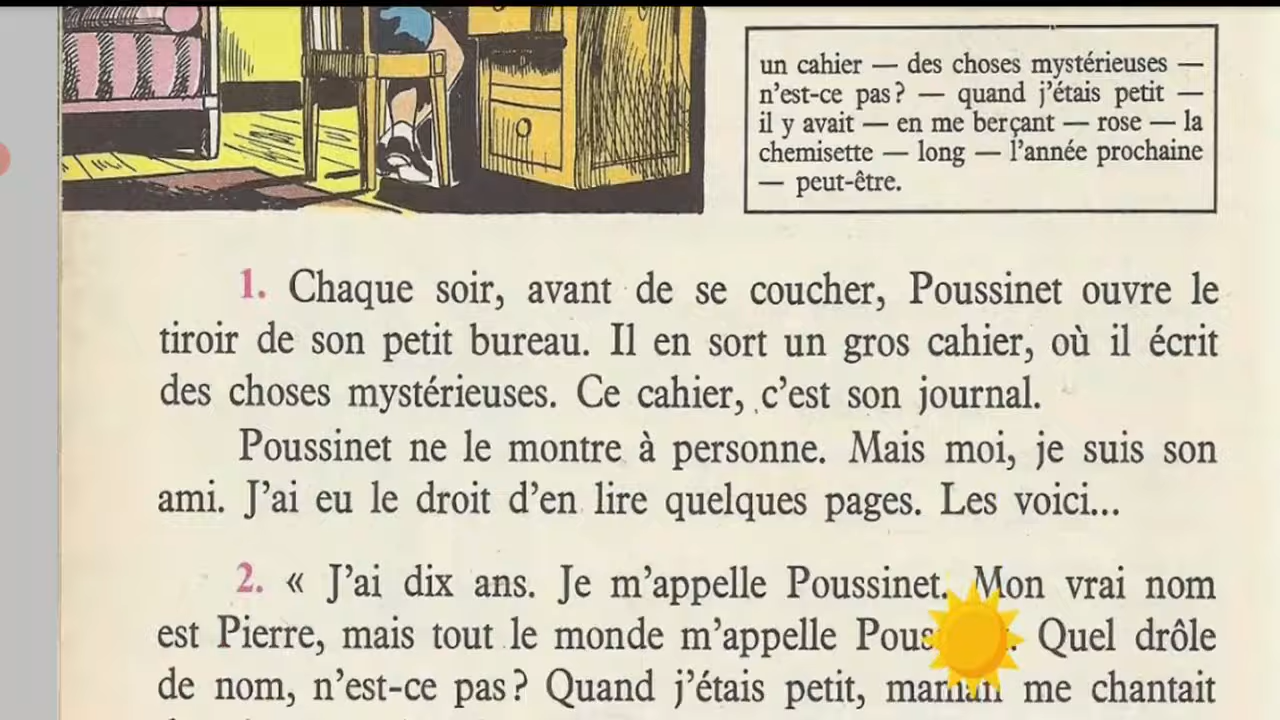 un cahier — des choses mystérieuses —
n'est-ce pas? — quand j'étais petit —
il y avait — en me berçant — rose — la
chemisette — long — l'année prochaine
— peut-être.
1. Chaque soir, avant de se coucher, Poussinet ouvre le
tiroir de son petit bureau. Il en sort un gros cahier, où il écrit
des choses mystérieuses. Ce cahier, c'est son journal.
Poussinet ne le montre à personne. Mais moi, je suis son
ami. J'ai eu le droit d'en lire quelques pages. Les voici...
2. « J'ai dix ans. Je m'appelle Poussinet. Mon vrai nom
est Pierre, mais tout le monde m'appelle Quel drôle
de nom, n'est-ce pas? Quand j'étais petit, maman me chantait